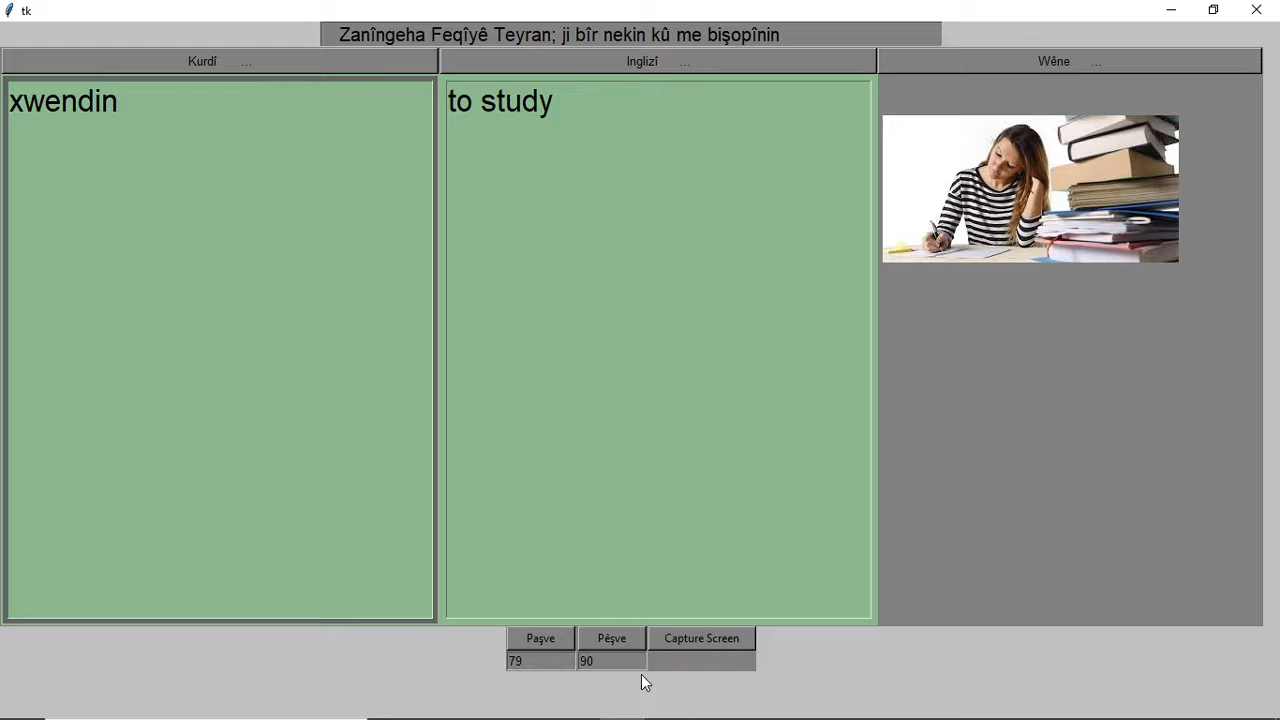 tk
Zanîngeha Feqîyê Teyran; ji bîr nekin kû me bişopînin
Kurdî ...
Inglizî ...
Wêne ...
xwendin
to study
Paşve
Pêşve
Capture Screen
79
90